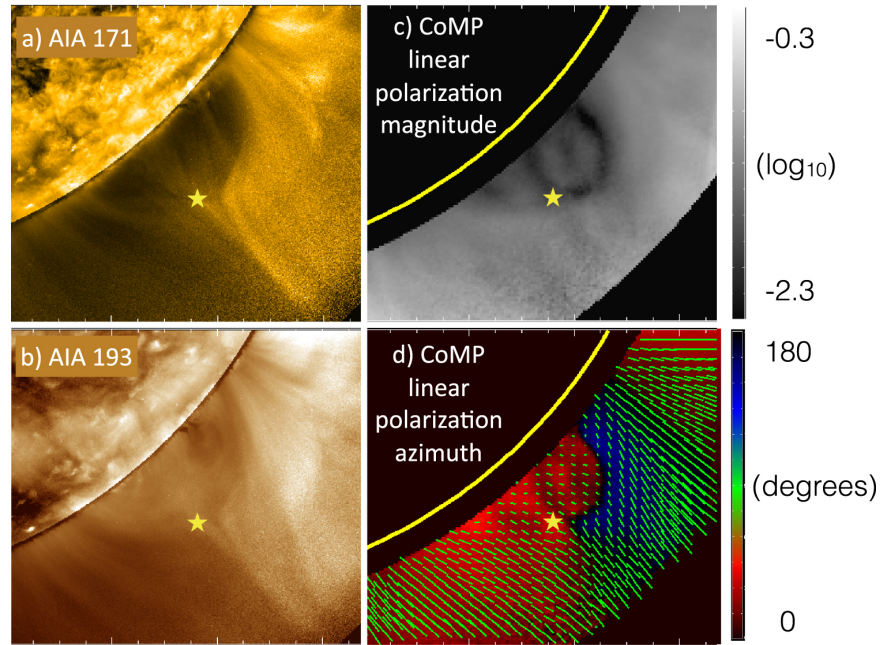 a) AIA 171
c) CoMP
linear
polarization
magnitude
-0.3
(log₁₀)
-2.3
b) AIA 193
d) CoMP
linear
polarization
azimuth
180
(degrees)
0